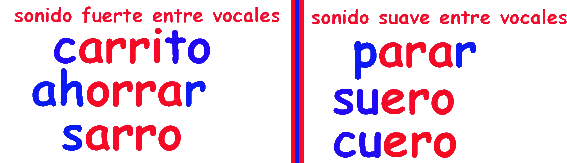 sonido fuerte entre vocales
carrito
ahorrar
sarro
sonido suave entre vocales
parar
suero
cuero